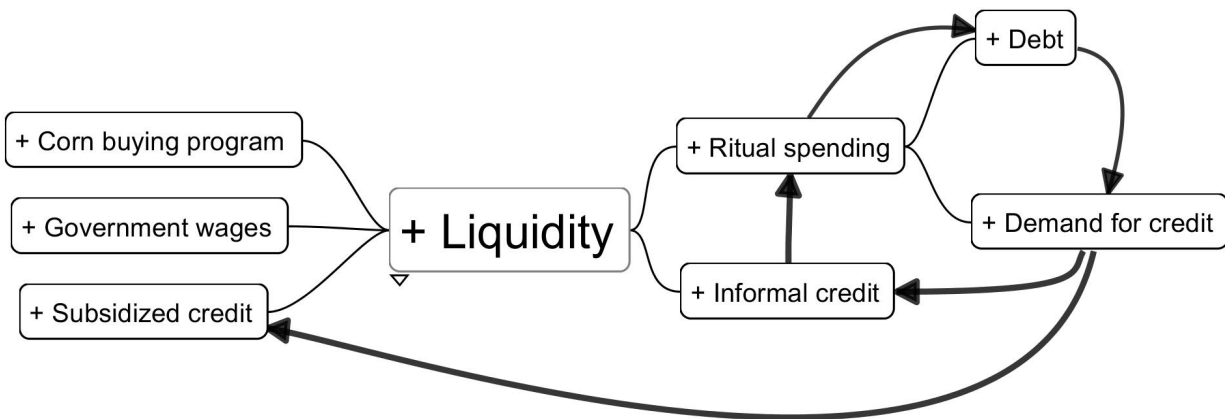 + Corn buying program
+ Government wages
+ Subsidized credit
+ Liquidity
+ Ritual spending
+ Informal credit
+ Debt
+ Demand for credit